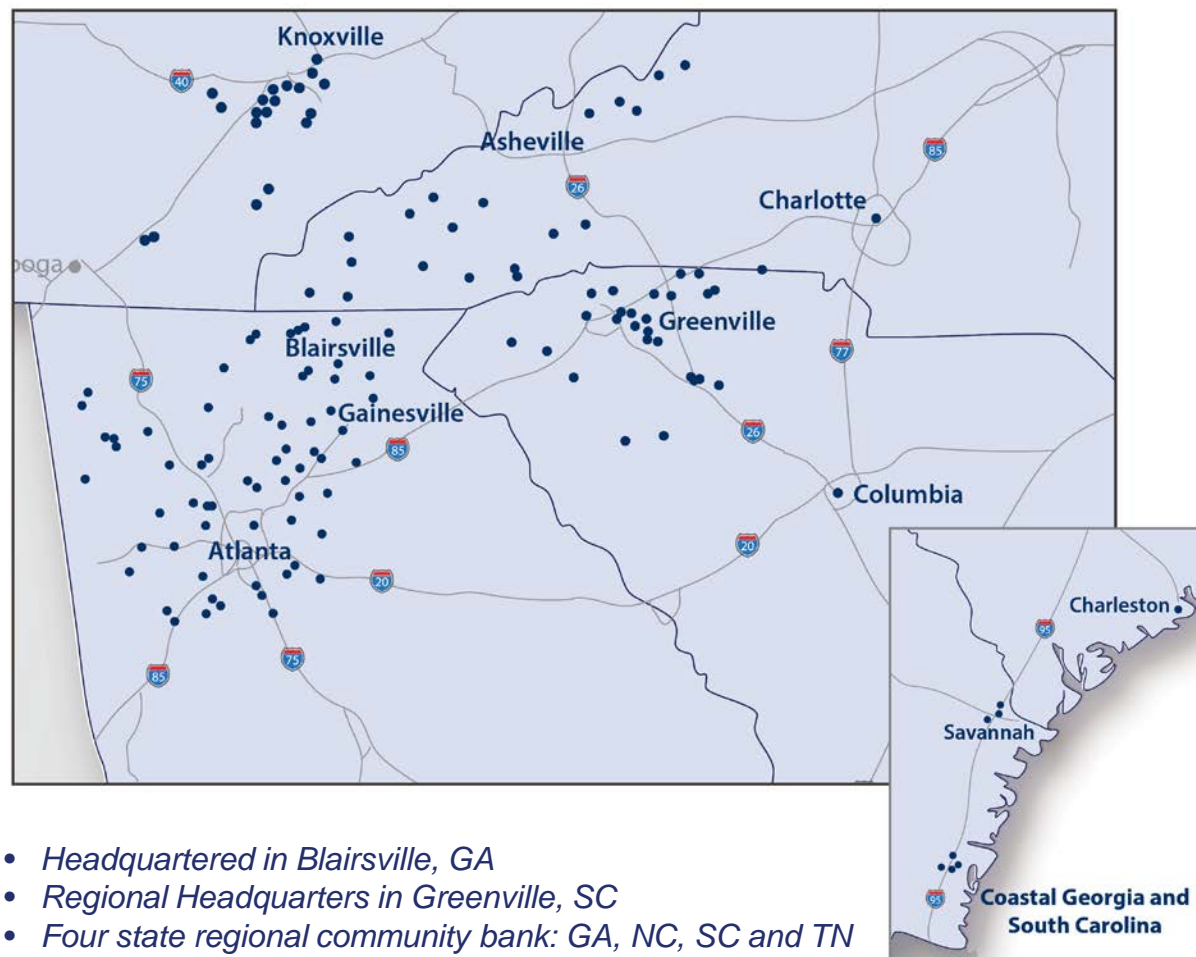 Knoxville
40
Asheville
26
85
Charlotte
ooga
Greenville
Blairsville
77
75
Gainesville
85
26
Columbia
Atlanta
20
20
75
85
Charleston
95
Savannah
95
Coastal Georgia and
South Carolina
• Headquartered in Blairsville, GA
• Regional Headquarters in Greenville, SC
• Four state regional community bank: GA, NC, SC and TN